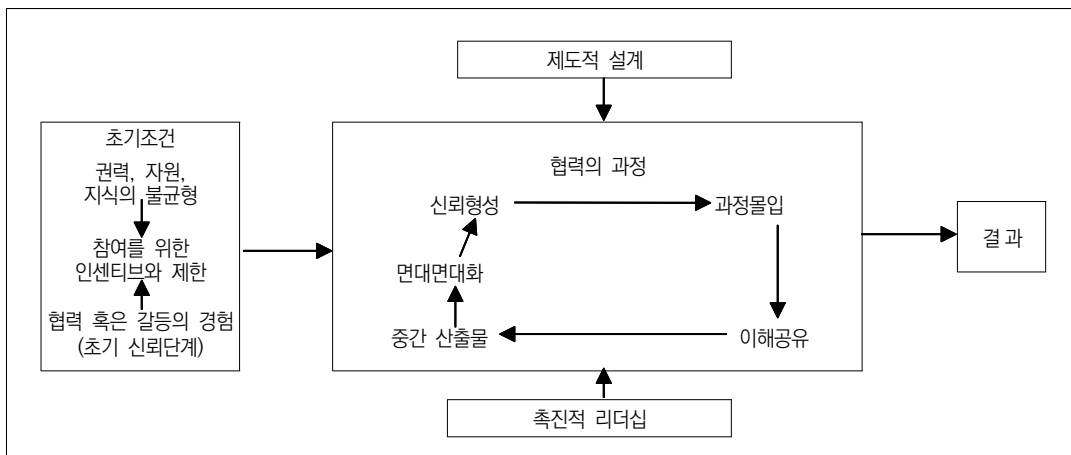 제도적 설계
초기조건
권력, 자원,
지식의 불균형
참여를 위한
인센티브와 제한
협력 혹은 갈등의 경험
(초기 신뢰단계)
협력의 과정
신뢰형성
과정몰입
면대면대화
중간 산출물
이해공유
결과
촉진적 리더십